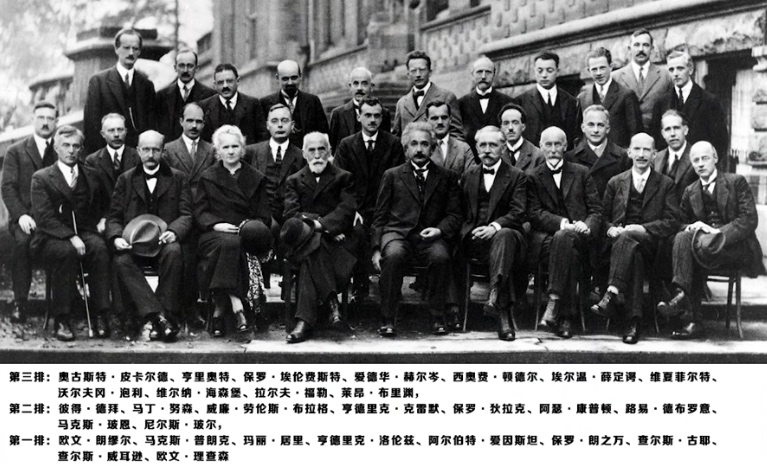 第三排：奥古斯特·皮卡尔德、亨里奥特、保罗·埃伦费斯特、爱德华·赫尔岑、西奥费·顿德尔、埃尔温·薛定谔、维夏菲尔特、
沃尔夫冈·泡利、维尔纳·海森堡、拉尔夫·福勒、莱昂·布里渊，
第二排：彼得·德拜、马丁·努森、威廉·劳伦斯·布拉格、亨德里克·克雷默、保罗·狄拉克、阿瑟·康普顿、路易·德布罗意、
马克斯·玻恩、尼尔斯·玻尔，
第一排：欧文·朗缪尔、马克斯·普朗克、玛丽·居里、亨德里克·洛伦兹、阿尔伯特·爱因斯坦、保罗·朗之万、查尔斯·古耶、
查尔斯·威耳逊、欧文·理查森